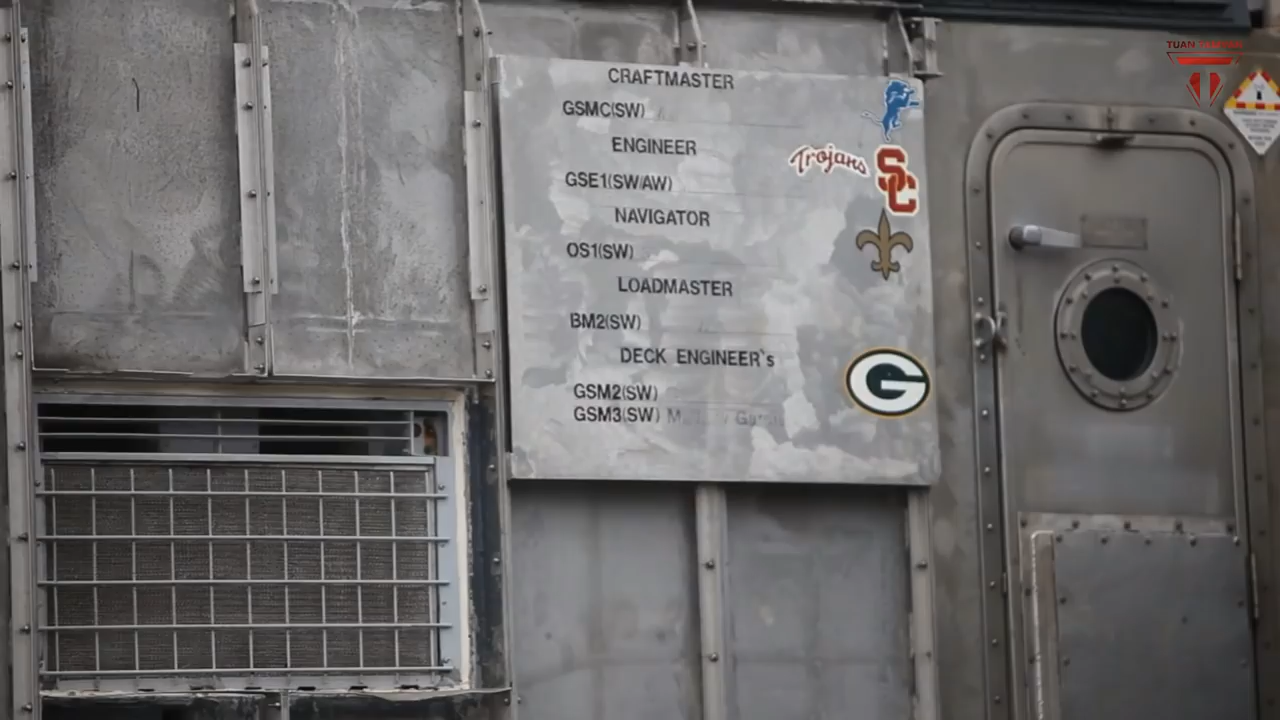 CRAFTMASTER
GSMC(SW)
ENGINEER
Trojans SC
GSE1(SW/AW)
NAVIGATOR
OS1(SW)
LOADMASTER
BM2(SW)
DECK ENGINEER`s
G
GSM2(SW)
GSM3(SW)
TUAN